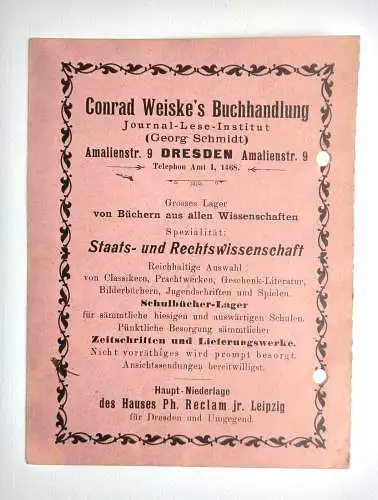 Conrad Weiske's Buchhandlung
Journal-Lese-Institut
(Georg Schmidt)
Amalienstr. 9 DRESDEN Amalienstr. 9
Telephon Amt I, 1468.
Grosses Lager
von Büchern aus allen Wissenschaften
Spezialität:
Staats- und Rechtswissenschaft
Reichhaltige Auswahl
von Classikern, Prachtwerken, Geschenk-Literatur,
Bilderbüchern, Jugendschriften und Spielen.
Schulbücher-Lager
für sämmtliche hiesigen und auswärtigen Schulen.
Pünktliche Besorgung sämmtlicher
Zeitschriften und Lieferungswerke.
Nicht vorräthiges wird prompt besorgt.
Ansichtssendungen bereitwilligst.
Haupt-Niederlage
des Hauses Ph. Reclam jr. Leipzig
für Dresden und Umgegend.